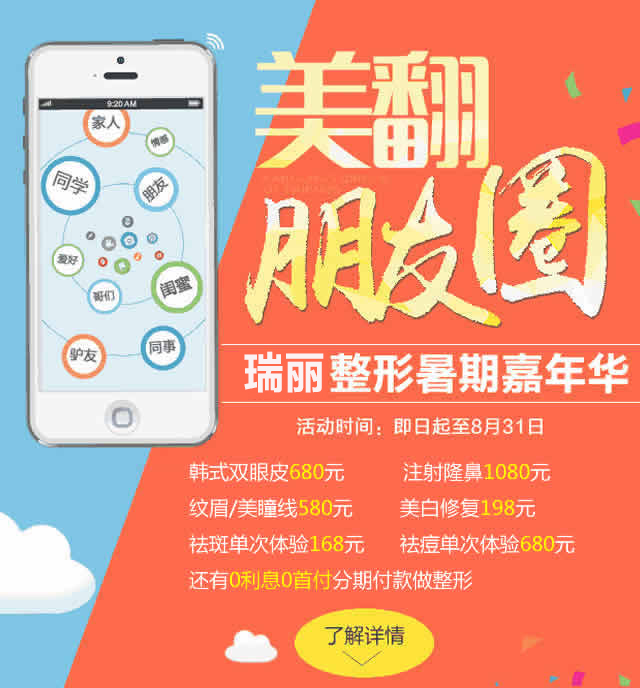 9:20 AM
家人
博客
同学
朋友
爱好
哥们
闺蜜
驴友
同事
美翻
朋友圈
瑞丽整形暑期嘉年华
活动时间：即日起至8月31日
韩式双眼皮680元 注射隆鼻1080元
纹眉/美瞳线580元 美白修复198元
祛斑单次体验168元 祛痘单次体验680元
还有0利息0首付分期付款做整形
了解详情